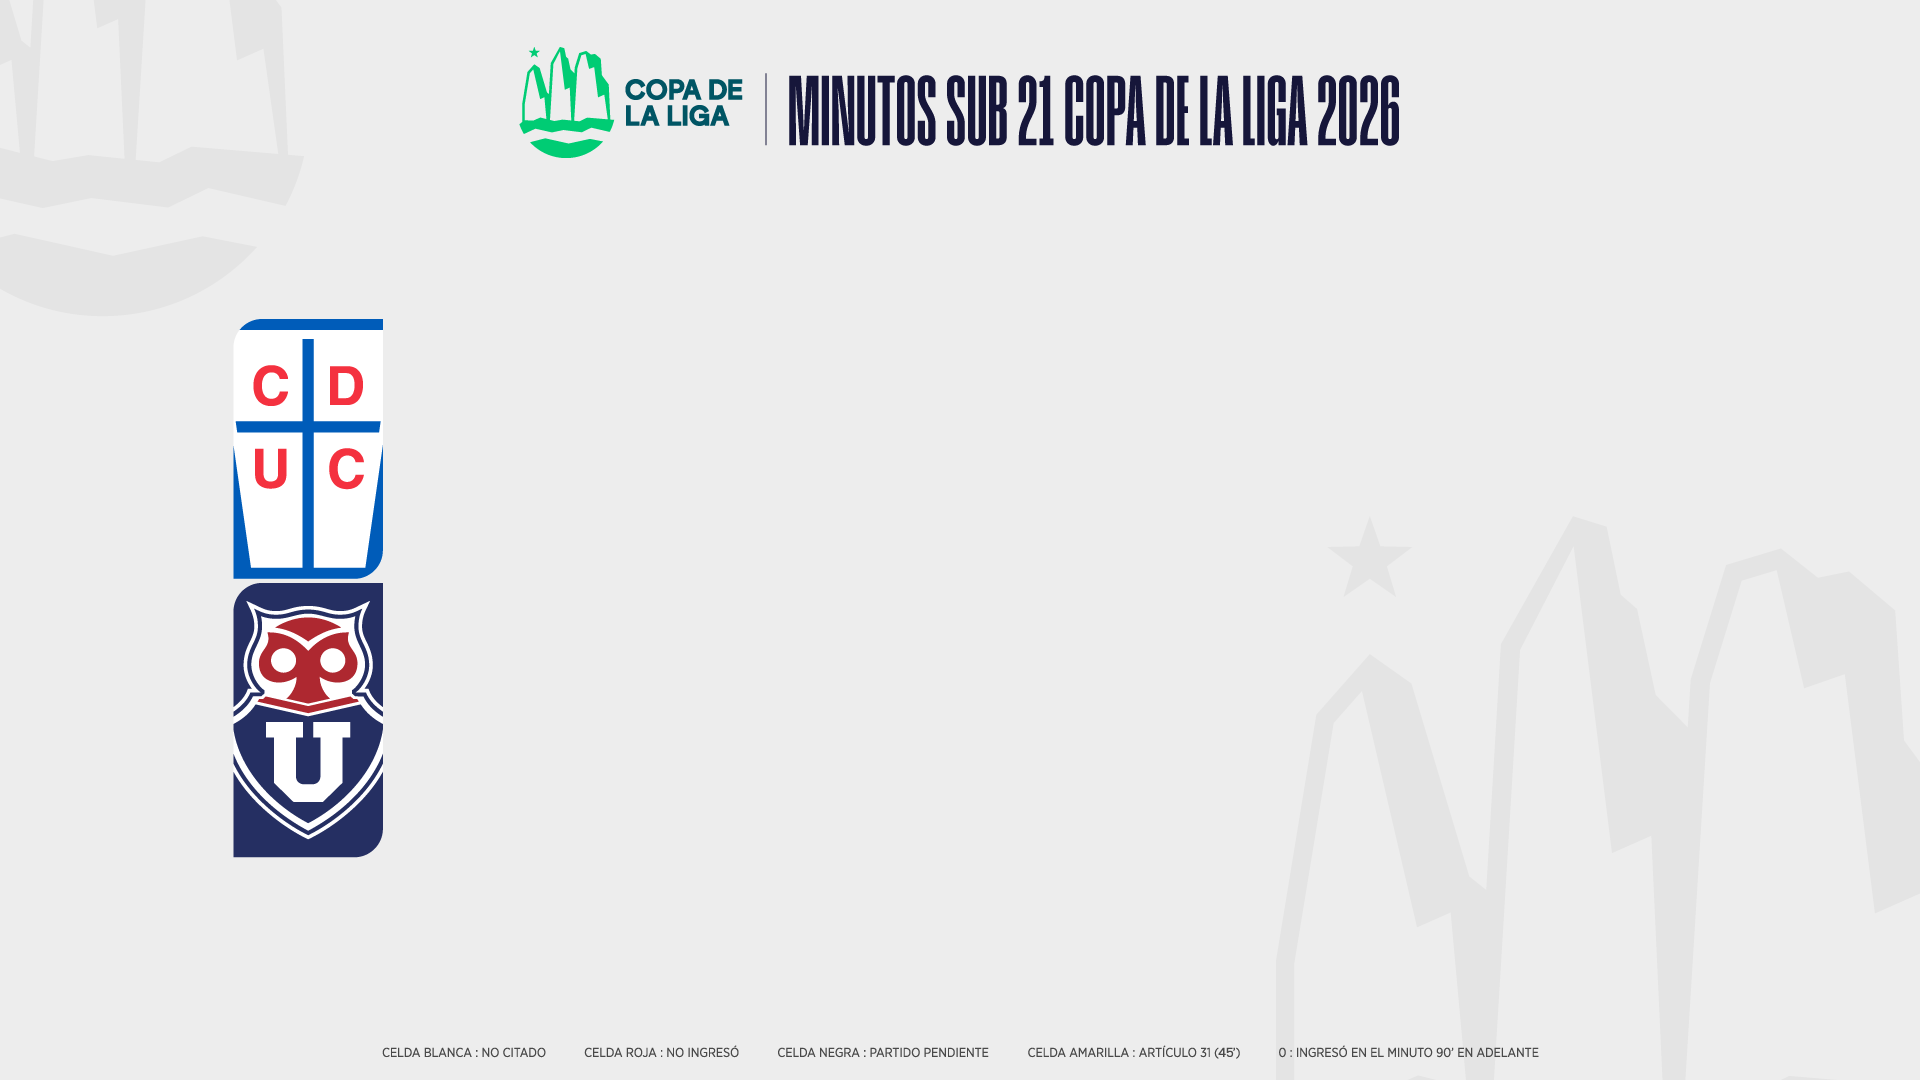 COPA DE
LA LIGA
MINUTOS SUB 21 COPA DE LA LIGA 2026
C D
U C
U
CELDA BLANCA : NO CITADO
CELDA ROJA : NO INGRESÓ
CELDA NEGRA : PARTIDO PENDIENTE
CELDA AMARILLA : ARTÍCULO 31 (45')
0 : INGRESÓ EN EL MINUTO 90' EN ADELANTE